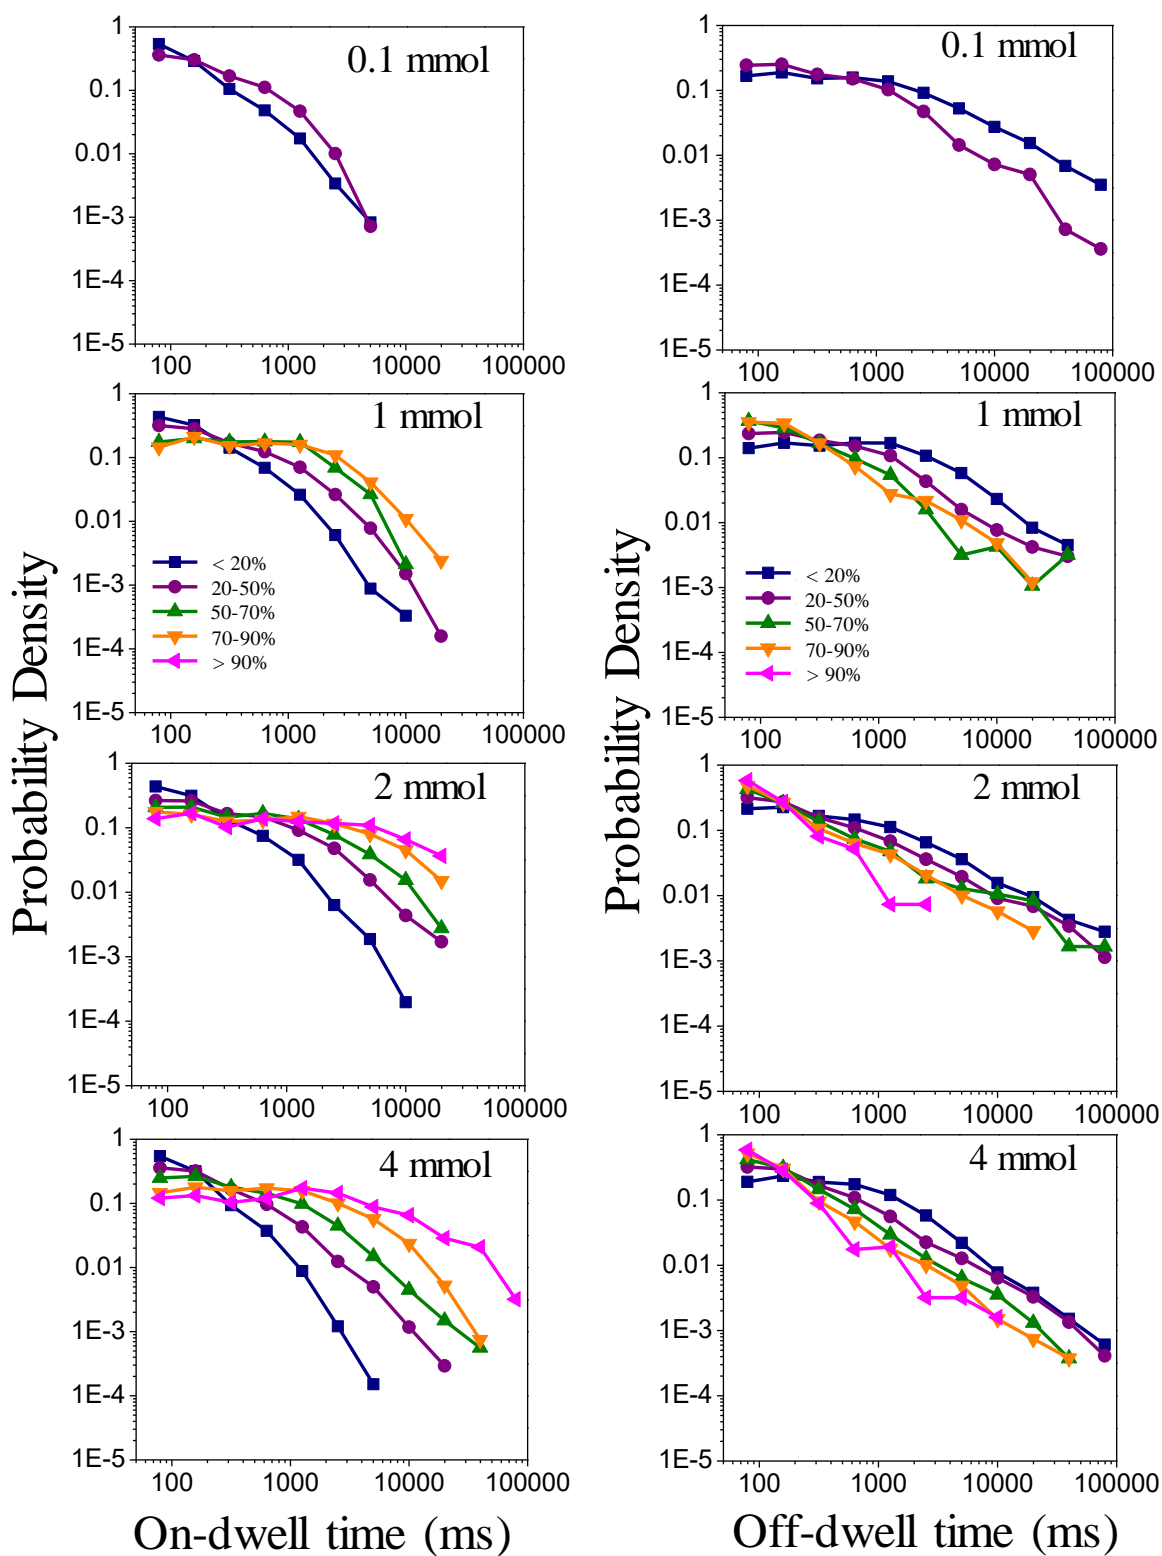 0.1 mmol
1
0.1
0.01
1E-3
1E-4
1E-5
100 1000 10000 100000
0.1 mmol
1
0.1
0.01
1E-3
1E-4
1E-5
100 1000 10000 100000
1 mmol
1
0.1
0.01
1E-3
1E-4
1E-5
< 20%
20-50%
50-70%
70-90%
> 90%
100 1000 10000 100000
1 mmol
1
0.1
0.01
1E-3
1E-4
1E-5
< 20%
20-50%
50-70%
70-90%
> 90%
100 1000 10000 100000
Probability Density
Probability Density
2 mmol
1
0.1
0.01
1E-3
1E-4
1E-5
100 1000 10000 100000
2 mmol
1
0.1
0.01
1E-3
1E-4
1E-5
100 1000 10000 100000
4 mmol
1
0.1
0.01
1E-3
1E-4
1E-5
100 1000 10000 100000
On-dwell time (ms)
4 mmol
1
0.1
0.01
1E-3
1E-4
1E-5
100 1000 10000 100000
Off-dwell time (ms)